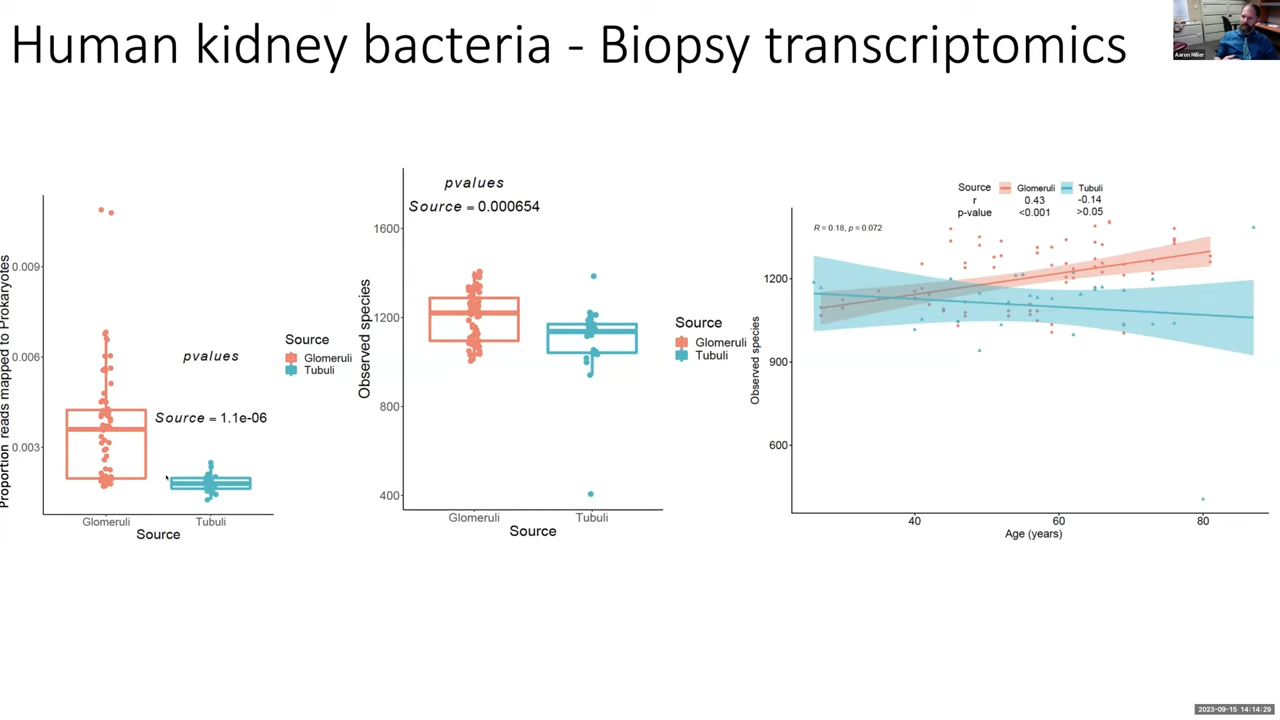 Human kidney bacteria - Biopsy transcriptomics
Aaron Miller
Proportion reads mapped to Prokaryotes
0.009
0.006
0.003
pvalues
Source = 1.1e-06
Glomeruli
Tubuli
Source
Source
Glomeruli
Tubuli
Observed species
1600
1200
800
400
pvalues
Source = 0.000654
Glomeruli
Tubuli
Source
Source
Glomeruli
Tubuli
Source Glomeruli Tubuli
r 0.43 -0.14
p-value <0.001 >0.05
R = 0.18, p = 0.072
Observed species
1200
900
600
40 60 80
Age (years)
2023-09-15 14:14:29